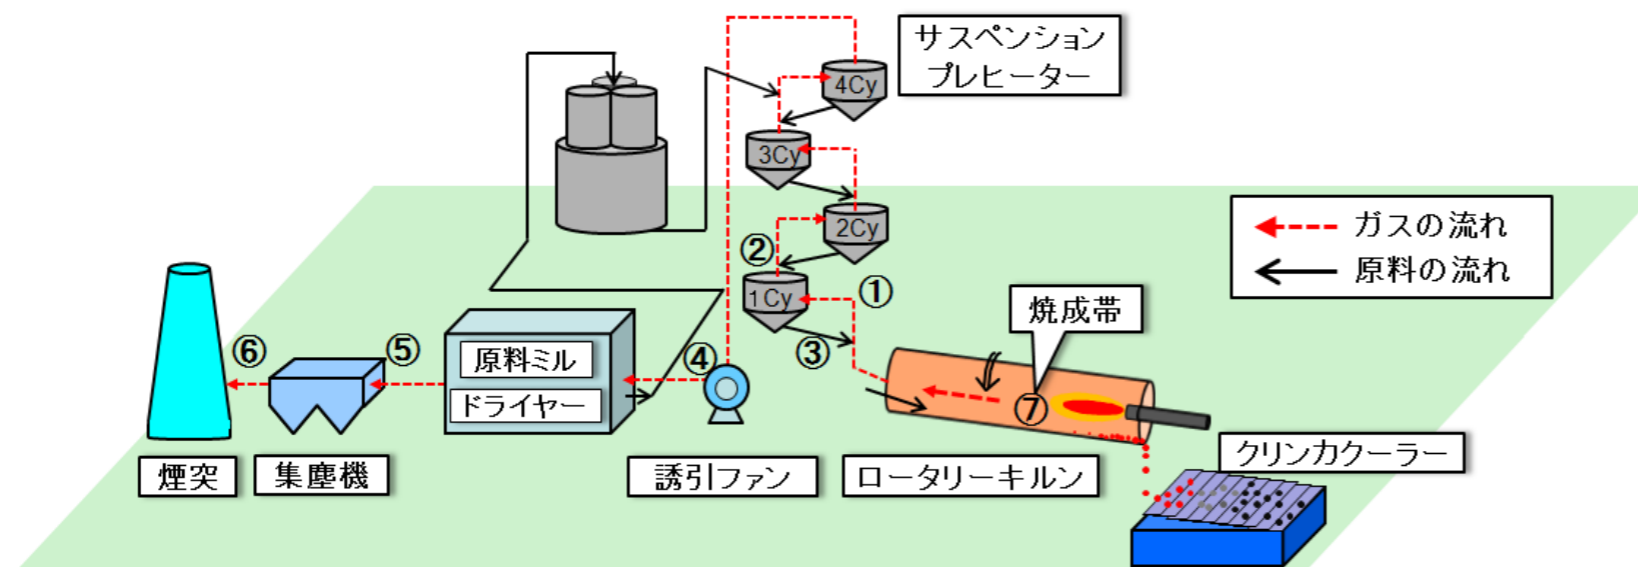 サスペンション
プレヒーター
4Cy
3Cy
2Cy
1Cy
ガスの流れ
原料の流れ
②
①
③
焼成帯
⑥
⑤
原料ミル
ドライヤー
④
⑦
煙突
集塵機
誘引ファン
ロータリーキルン
クリンカクーラー